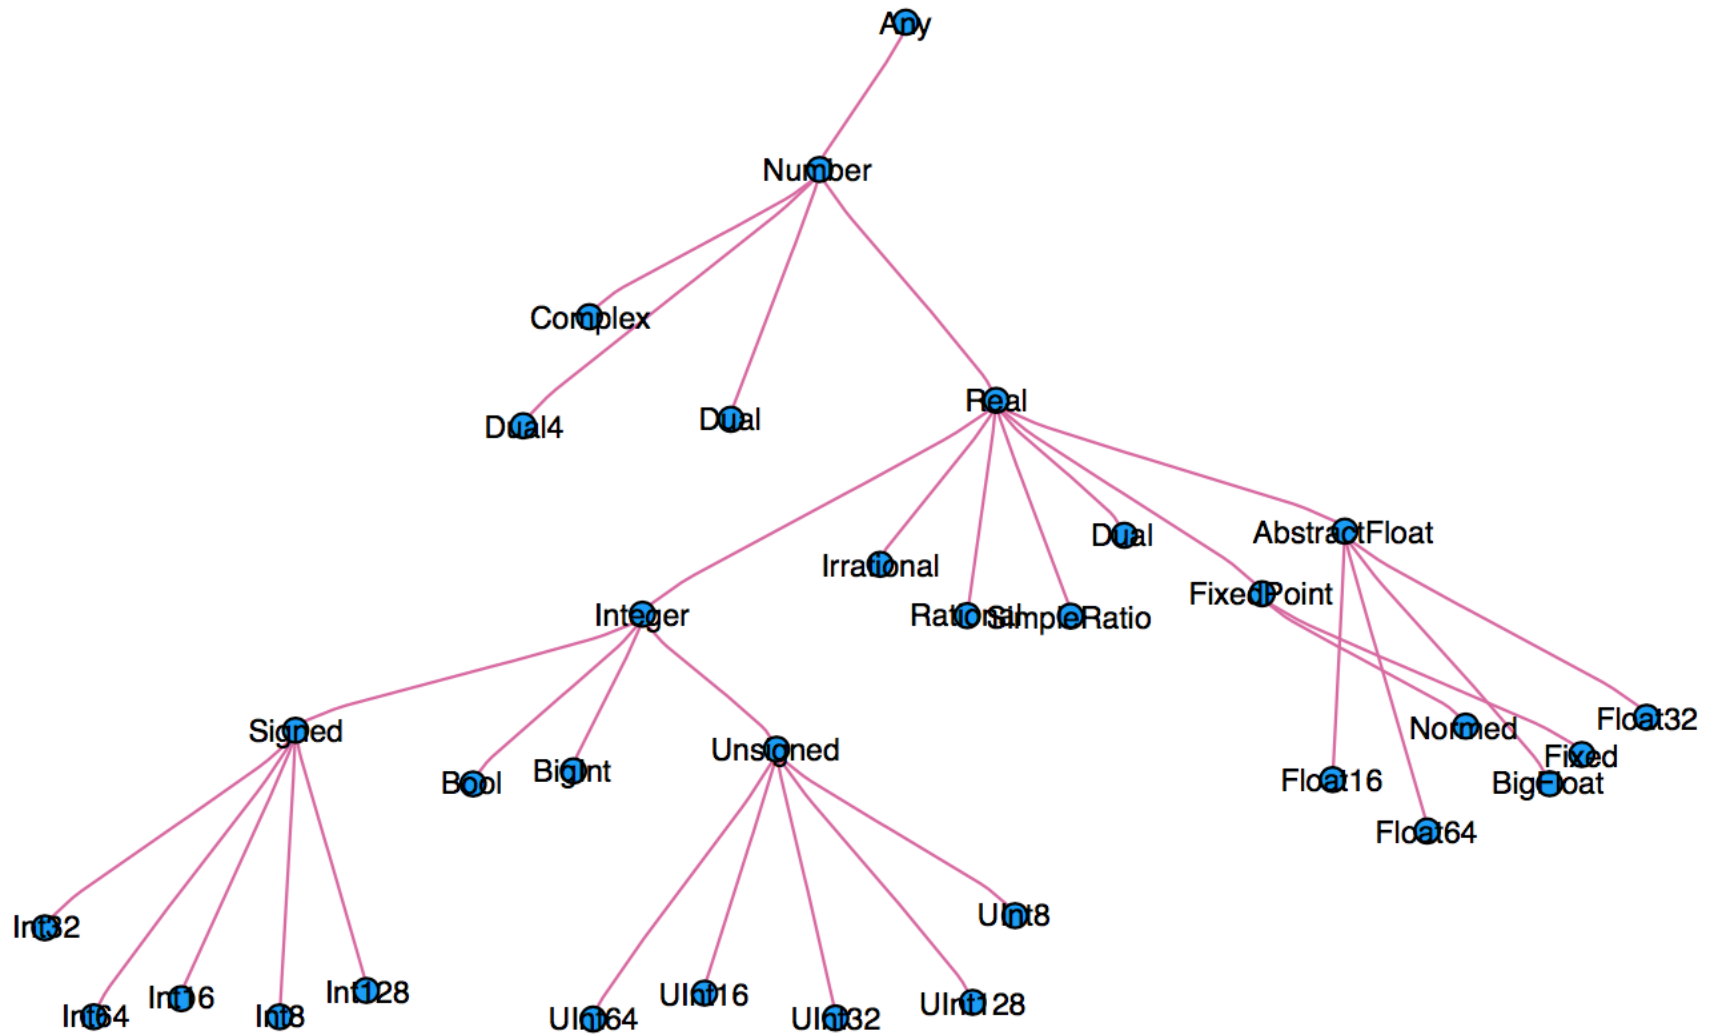 Any
Number
Complex
Dual4
Dual
Real
Irrational
Rational
SimpleRatio
Dual
FixedPoint
AbstractFloat
Integer
Signed
Bool
BigInt
Unsigned
Normed
Fixed
Float32
Float16
BigFloat
Float64
Int32
Int64
Int16
Int8
Int128
UInt64
UInt16
UInt32
UInt128
UInt8